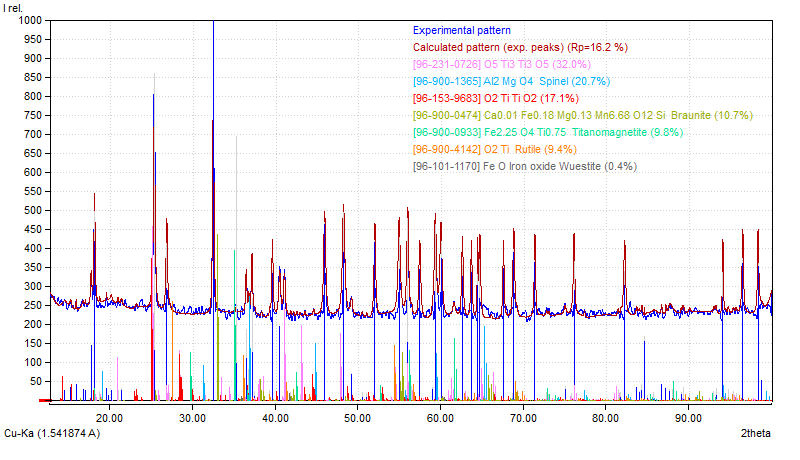 I rel.
1000
950
900
850
800
750
700
650
600
550
500
450
400
350
300
250
200
150
100
50
Experimental pattern
Calculated pattern (exp. peaks) (Rp=16.2 %)
[96-231-0726] O5 Ti Ti3 O5 (32.0%)
[96-900-1365] Al2 Mg O4 Spinel (20.7%)
[96-153-9683] O2 Ti Ti O2 (17.1%)
[96-900-0474] Ca0.01 Fe0.18 Mg0.13 Mn6.68 O12 Si Braunite (10.7%)
[96-900-0933] Fe2.25 O4 Ti0.75 Titanomagnetite (9.8%)
[96-900-4142] O2 Ti Rutile (9.4%)
[96-101-1170] Fe O Iron oxide Wuestite (0.4%)
20.00 30.00 40.00 50.00 60.00 70.00 80.00 90.00
Cu-Ka (1.541874 A) 2theta